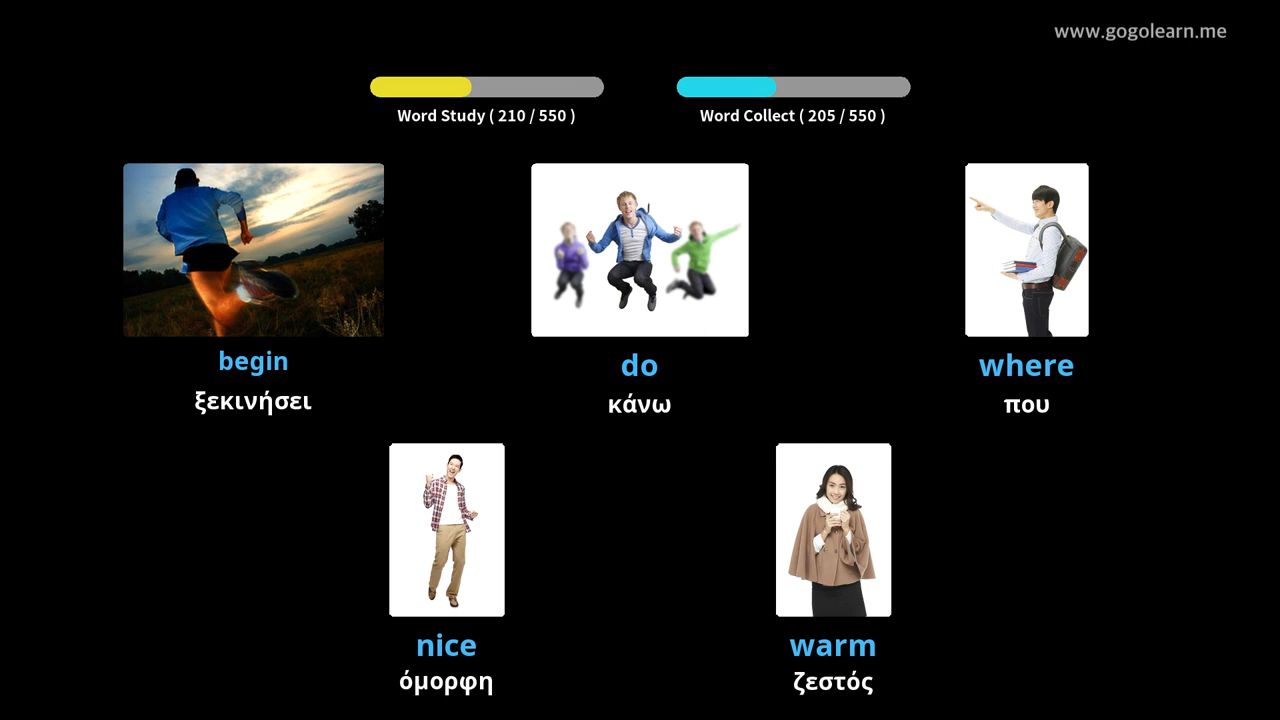 www.gogolearn.me
Word Study ( 210 / 550 )
Word Collect ( 205 / 550 )
begin
ξεκινήσει
do
κάνω
where
που
nice
όμορφη
warm
ζεστός